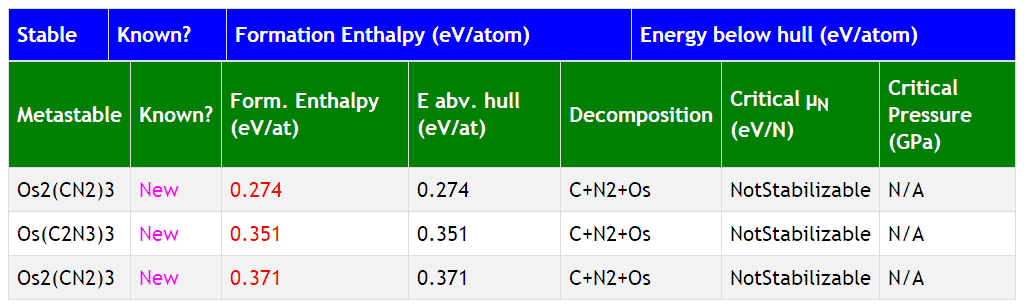 Stable Known? Formation Enthalpy (eV/atom) Energy below hull (eV/atom)
Metastable Known? Form. Enthalpy (eV/at) E abv. hull (eV/at) Decomposition Critical μN (eV/N) Critical Pressure (GPa)
Os2(CN2)3 New 0.274 0.274 C+N2+Os NotStabilizable N/A
Os(C2N3)3 New 0.351 0.351 C+N2+Os NotStabilizable N/A
Os2(CN2)3 New 0.371 0.371 C+N2+Os NotStabilizable N/A